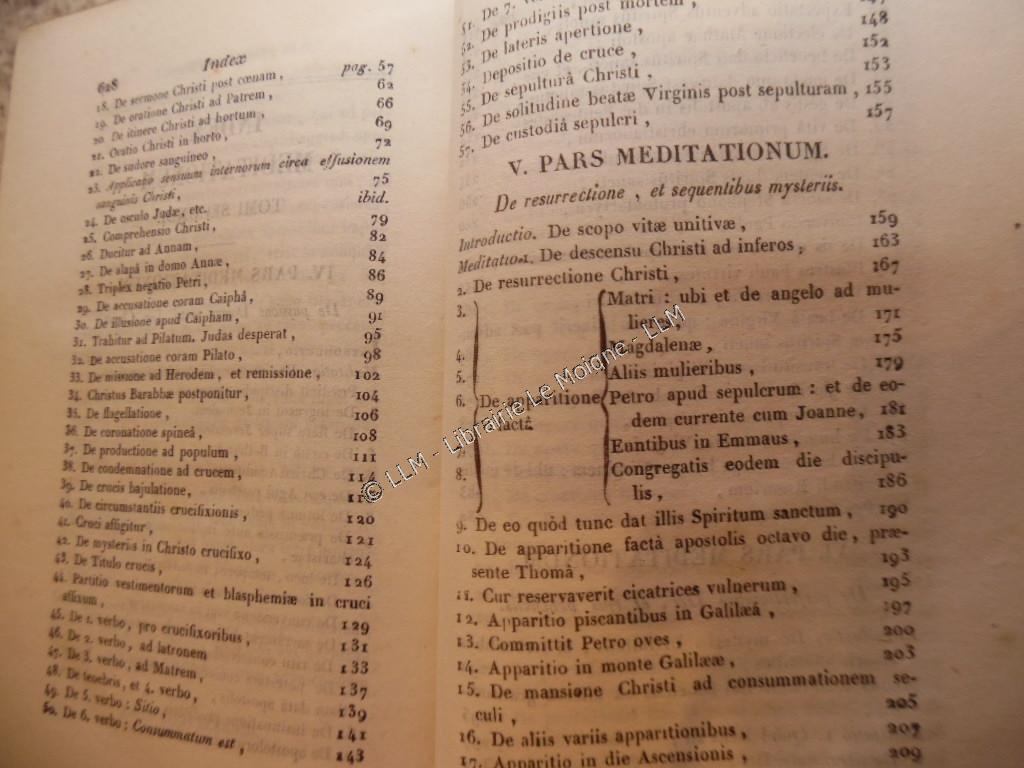 628
Index
18. De sermone Christi post cœnam, pag. 57
19. De oratione Christi ad Patrem, 62
20. De itinere Christi ad hortum, 66
21. Oratio Christi in horto, 69
22. De sudore sanguineo, 72
23. Applicatio sensuum internorum circa effusionem
sanguinis Christi, 75
24. De osculo Judæ, etc. ibid.
25. Comprehensio Christi, 79
26. Ducitur ad Annam, 82
27. De alapâ in domo Annæ, 84
28. Triplex negatio Petri, 86
29. De accusatione coram Caiphâ, 89
30. De illusione apud Caipham, 91
31. Trahitur ad Pilatum. Judas desperat, 95
32. De accusatione coram Pilato, 98
33. De missione ad Herodem, et remissione, 102
34. Christus Barabbæ postponitur, 104
35. De flagellatione, 106
36. De coronatione spineâ, 108
37. De productione ad populum, 111
38. De condemnatione ad crucem, 114
39. De crucis bajulatione,
40. De circumstantiis crucifixionis, 120
41. Cruci affigitur, 121
42. De mysteriis in Christo crucifixo, 124
43. De Titulo crucis, 126
44. Partitio vestimentorum et blasphemiæ in cruci
affixum, 129
45. De 1. verbo, pro crucifixoribus, 131
46. De 2. verbo, ad latronem 133
47. De 3. verbo, ad Matrem, 137
48. De tenebris, et 4. verbo, 139
49. De 5. verbo : Sitio, 141
50. De 6. verbo : Consummatum est, 143
51. De 7.
52. De prodigiis post mortem, 147
53. De lateris apertione, 148
54. Depositio de cruce, 152
55. De sepulturâ Christi, 153
56. De solitudine beatæ Virginis post sepulturam, 155
57. De custodiâ sepulcri, 157
V. PARS MEDITATIONUM.
De resurrectione, et sequentibus mysteriis.
Introductio. De scopo vitæ unitivæ, 159
Meditatio 1. De descensu Christi ad inferos, 163
2. De resurrectione Christi, 167
3. Matri : ubi et de angelo ad mu-
lieres, 171
4. Magdalenæ, 175
5. Aliis mulieribus, 179
6. De apparitione factâ Petro apud sepulcrum : et de eo-
dem currente cum Joanne, 181
7. Euntibus in Emmaus, 183
8. Congregatis eodem die discipu-
lis, 186
9. De eo quòd tunc dat illis Spiritum sanctum, 190
10. De apparitione factâ apostolis octavo die, præ-
sente Thomâ, 193
11. Cur reservaverit cicatrices vulnerum, 195
12. Apparitio piscantibus in Galilæâ, 197
13. Committit Petro oves, 200
14. Apparitio in monte Galilææ, 203
15. De mansione Christi ad consummationem se-
culi, 205
16. De aliis variis apparitionibus, 207
17. Apparitio in die Ascensionis, 209
© LLM - Librairie Le Moigne - LLM